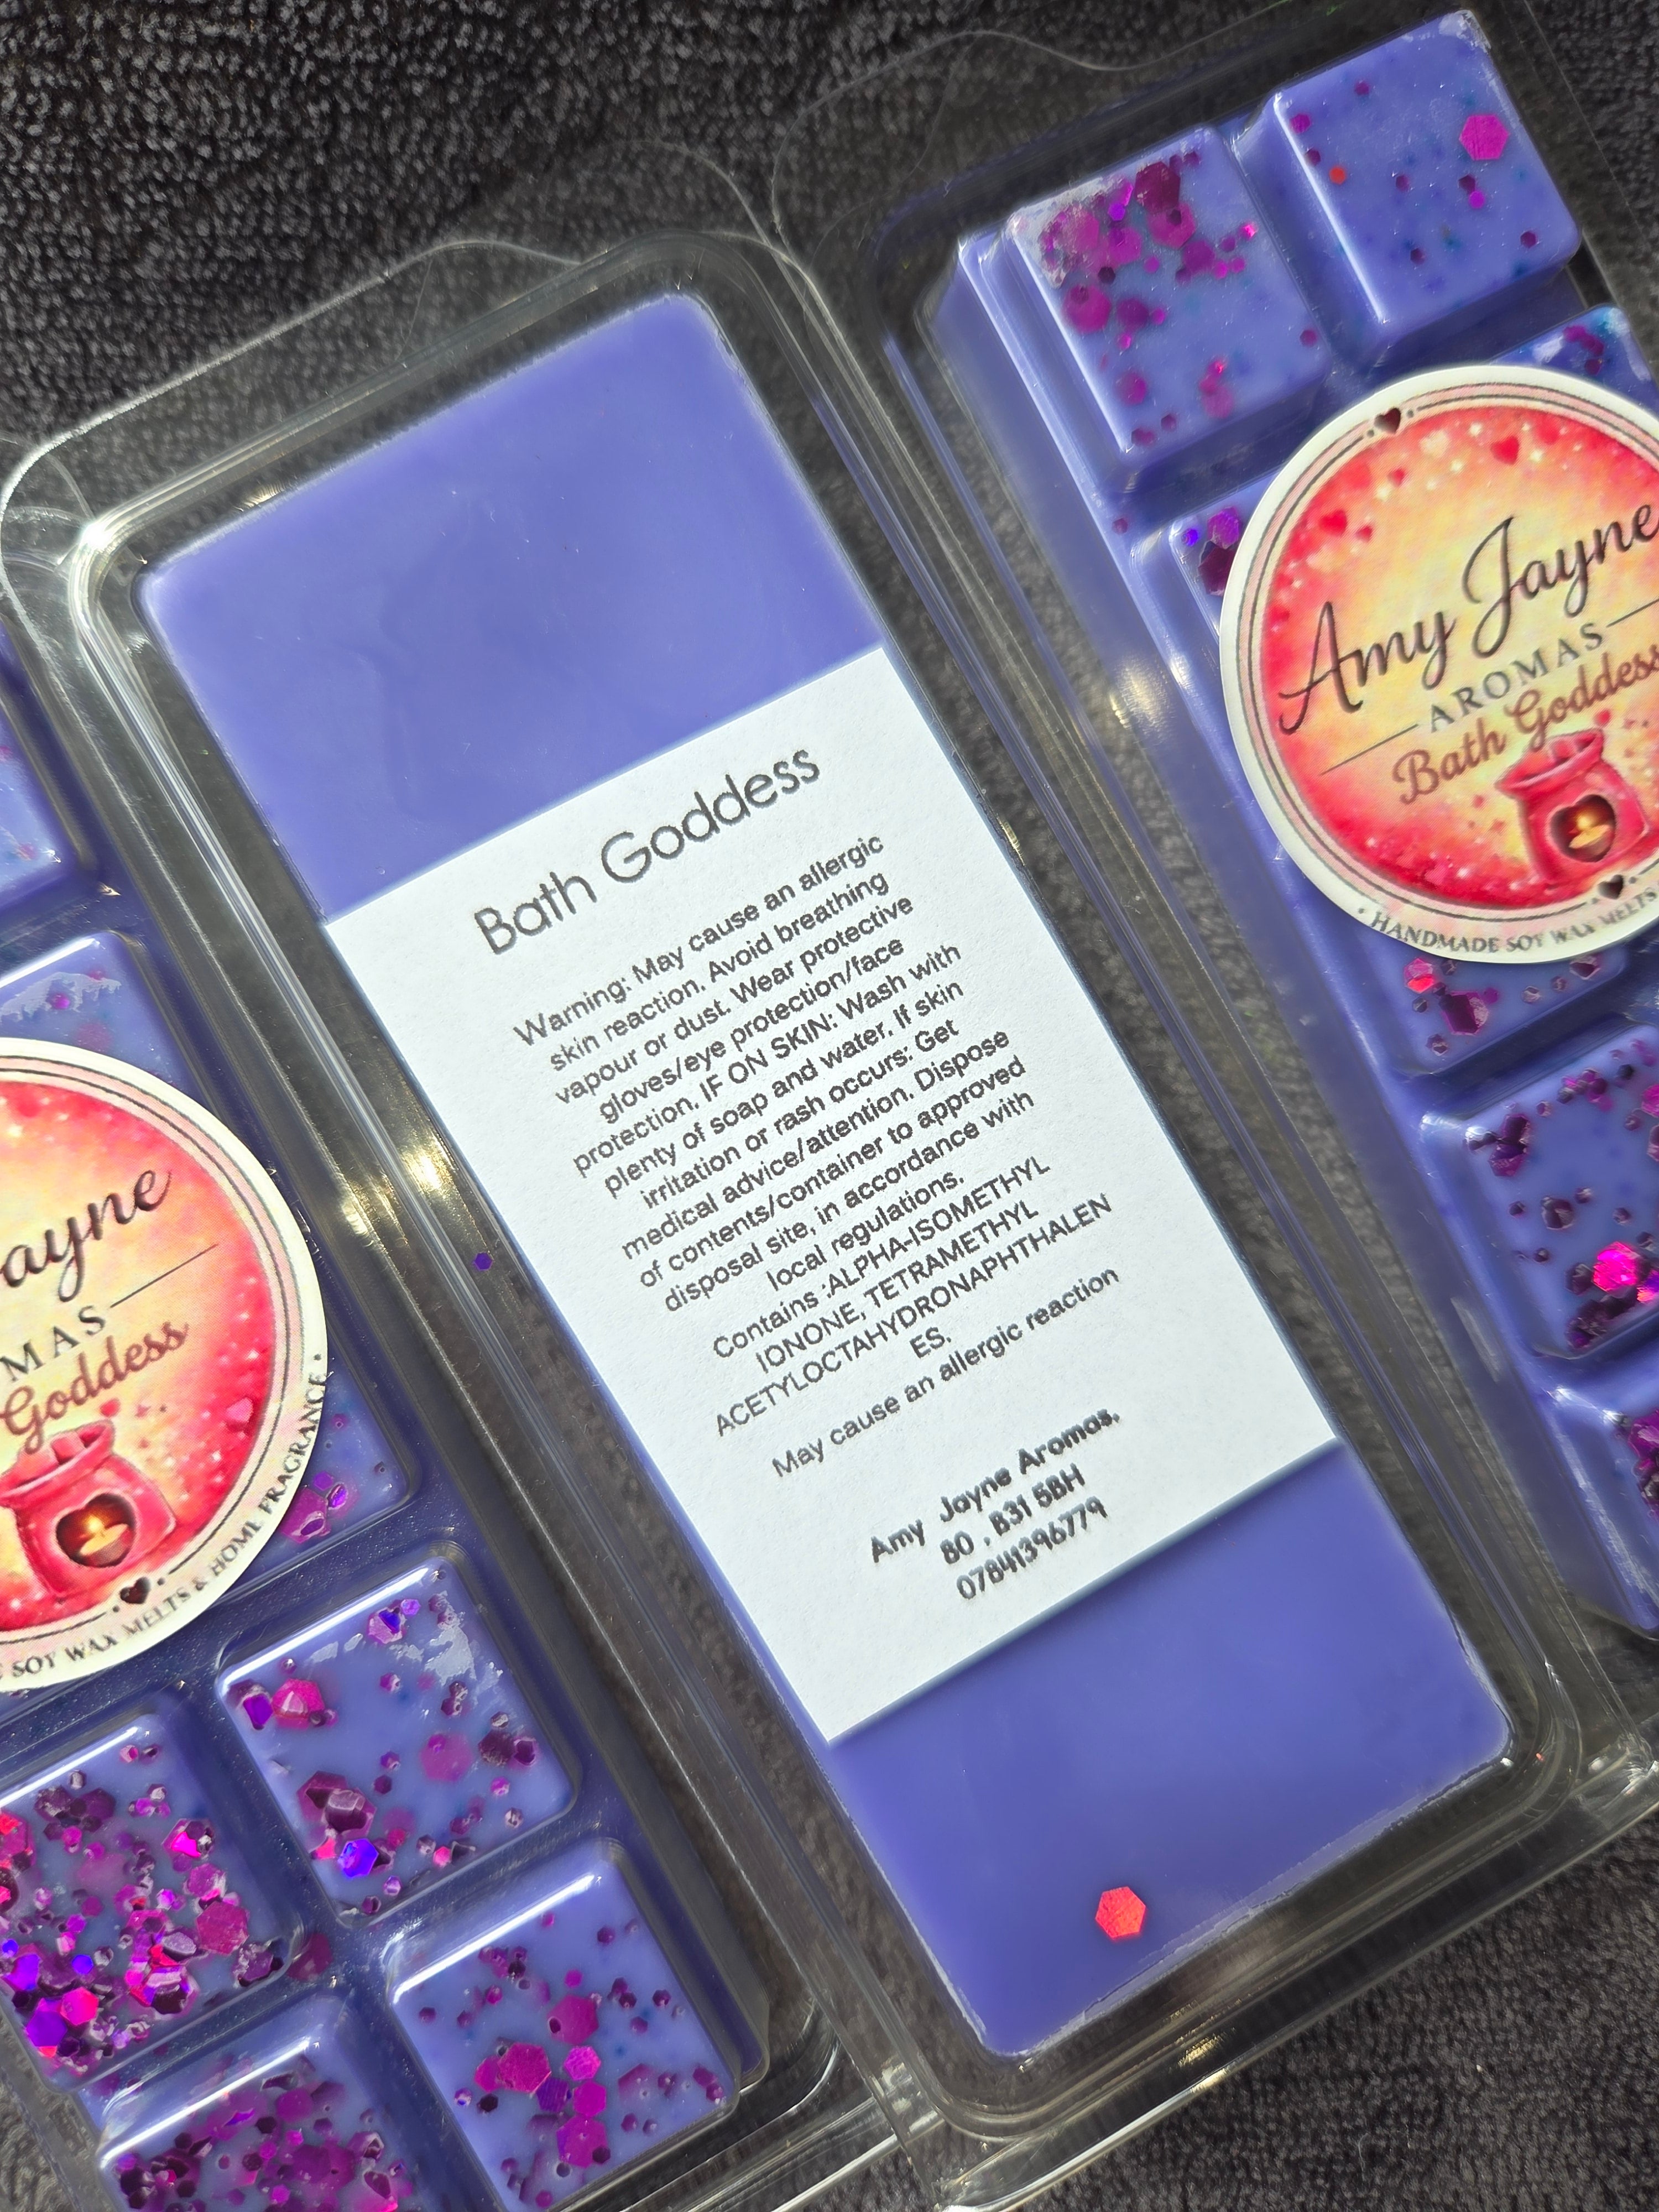 Bath Goddess
Warning: May cause an allergic
skin reaction. Avoid breathing
vapour or dust. Wear protective
gloves/eye protection/face
protection. IF ON SKIN: Wash with
plenty of soap and water. If skin
irritation or rash occurs: Get
medical advice/attention. Dispose
of contents/container to approved
disposal site, in accordance with
local regulations.
Contains :ALPHA-ISOMETHYL
IONONE, TETRAMETHYL
ACETYLOCTAHYDRONAPHTHALEN
ES.
May cause an allergic reaction
Amy Jayne Aromas,
80 , B31 5BH
07841396779
Amy Jayne
AROMAS
Bath Goddess
• HANDMADE SOY WAX MELTS
ayne
MAS
Goddess
SOY WAX MELTS & HOME FRAGRANCE •